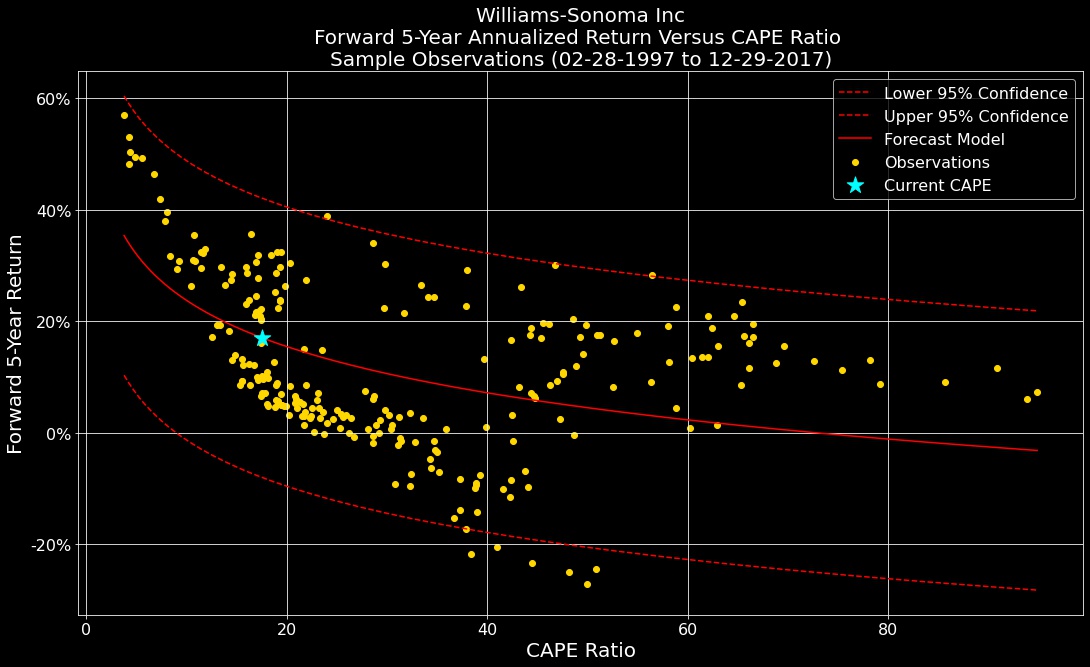 Williams-Sonoma Inc
Forward 5-Year Annualized Return Versus CAPE Ratio
Sample Observations (02-28-1997 to 12-29-2017)
Lower 95% Confidence
Upper 95% Confidence
Forecast Model
Observations
Current CAPE
Forward 5-Year Return
60%
40%
20%
0%
-20%
0 20 40 60 80
CAPE Ratio